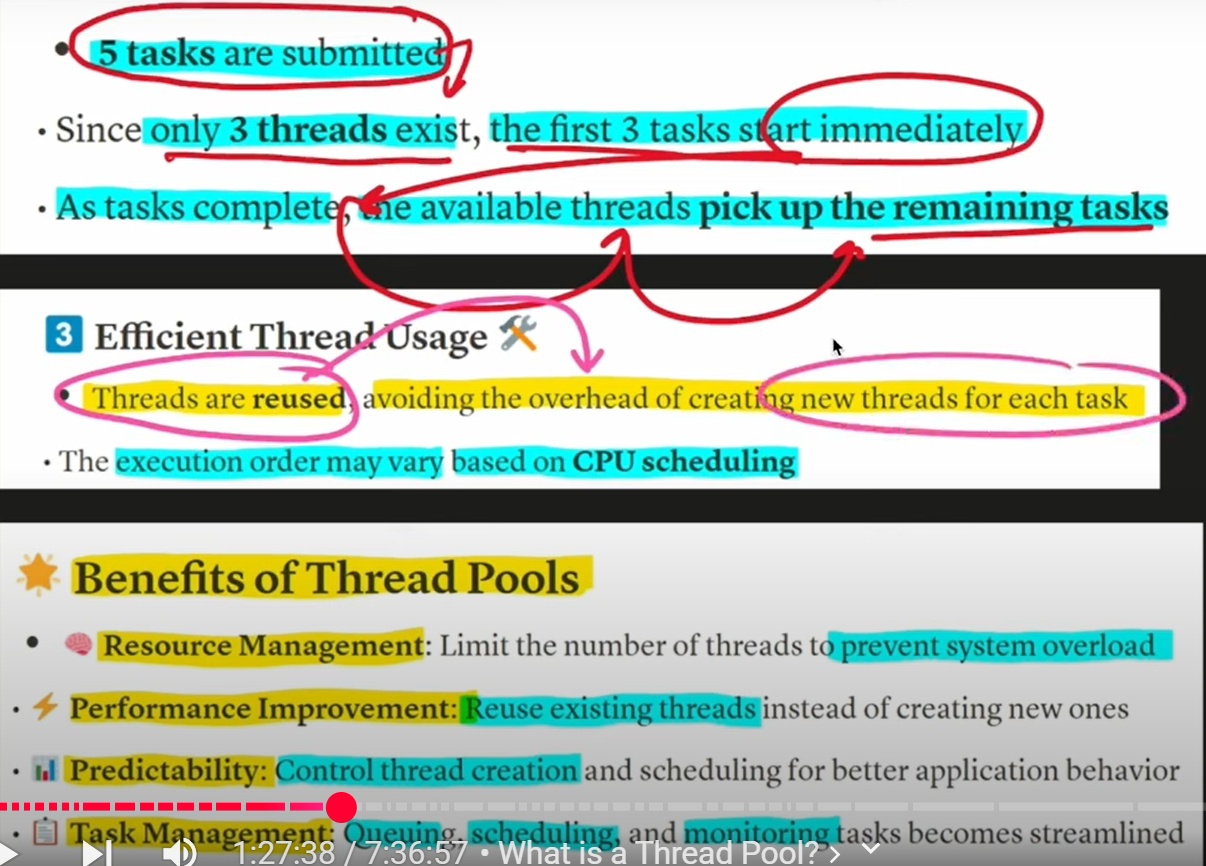 • 5 tasks are submitted
• Since only 3 threads exist, the first 3 tasks start immediately
• As tasks complete, the available threads pick up the remaining tasks
3 Efficient Thread Usage 🛠️
• Threads are reused, avoiding the overhead of creating new threads for each task
• The execution order may vary based on CPU scheduling
🌟 Benefits of Thread Pools
• 🧠 Resource Management: Limit the number of threads to prevent system overload
• ⚡ Performance Improvement: Reuse existing threads instead of creating new ones
• 📊 Predictability: Control thread creation and scheduling for better application behavior
• 📋 Task Management: Queuing, scheduling, and monitoring tasks becomes streamlined
1:27:38 / 7:36:57 • What is a Thread Pool? ›